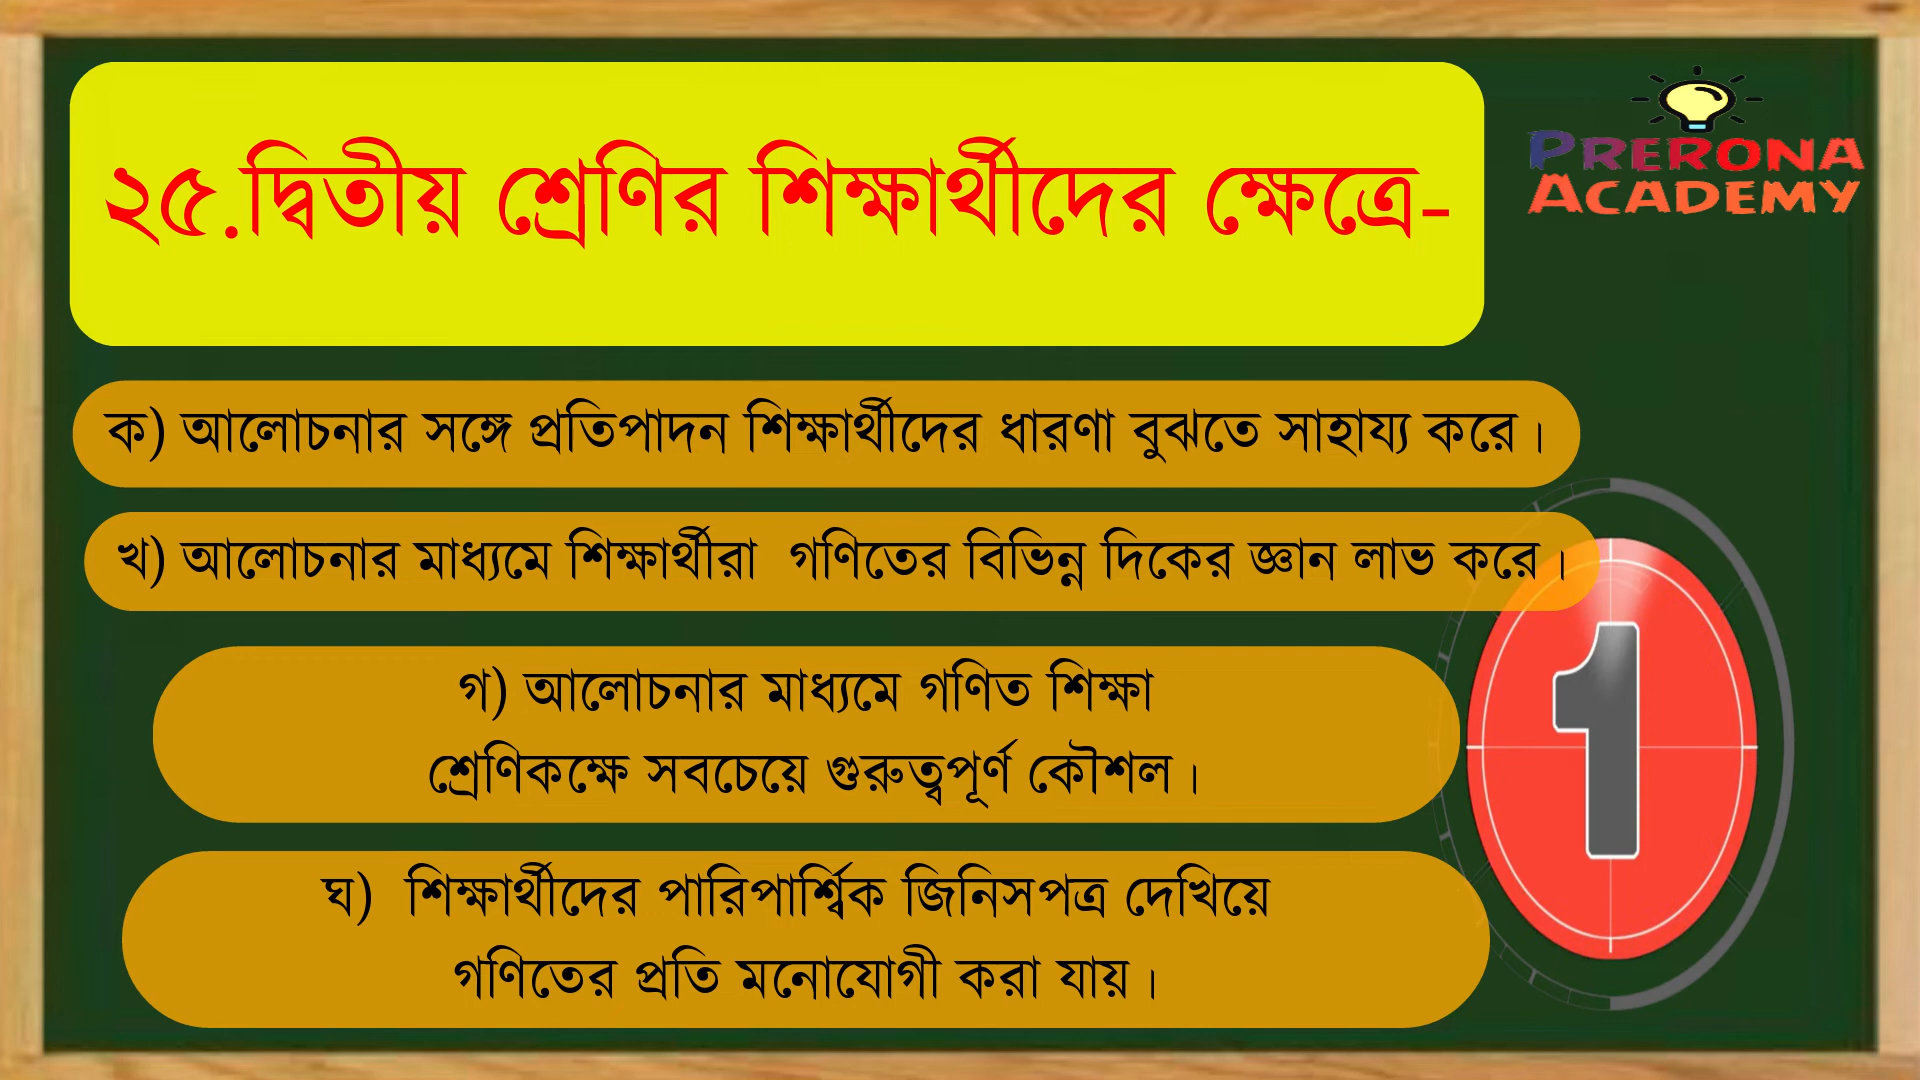 ২৫.দ্বিতীয় শ্রেণির শিক্ষার্থীদের ক্ষেত্রে-
PRERONA
ACADEMY
ক) আলোচনার সঙ্গে প্রতিপাদন শিক্ষার্থীদের ধারণা বুঝতে সাহায্য করে।
খ) আলোচনার মাধ্যমে শিক্ষার্থীরা গণিতের বিভিন্ন দিকের জ্ঞান লাভ করে।
গ) আলোচনার মাধ্যমে গণিত শিক্ষা
শ্রেণিকক্ষে সবচেয়ে গুরুত্বপূর্ণ কৌশল।
ঘ) শিক্ষার্থীদের পারিপার্শ্বিক জিনিসপত্র দেখিয়ে
গণিতের প্রতি মনোযোগী করা যায়।
1